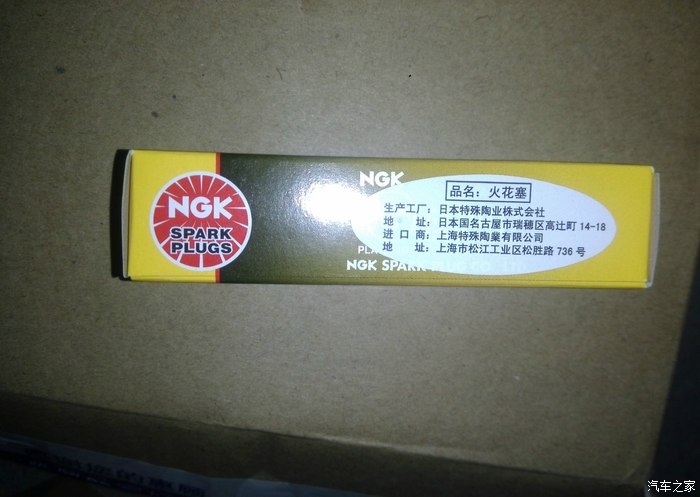 NGK
SPARK
PLUGS
NGK
品名：火花塞
生产工厂：日本特殊陶业株式会社
地 址：日本国名古屋市瑞穗区高辻町 14-18
进 口 商：上海特殊陶業有限公司
地 址：上海市松江工业区松胜路 736 号
NGK SPARK
汽车之家